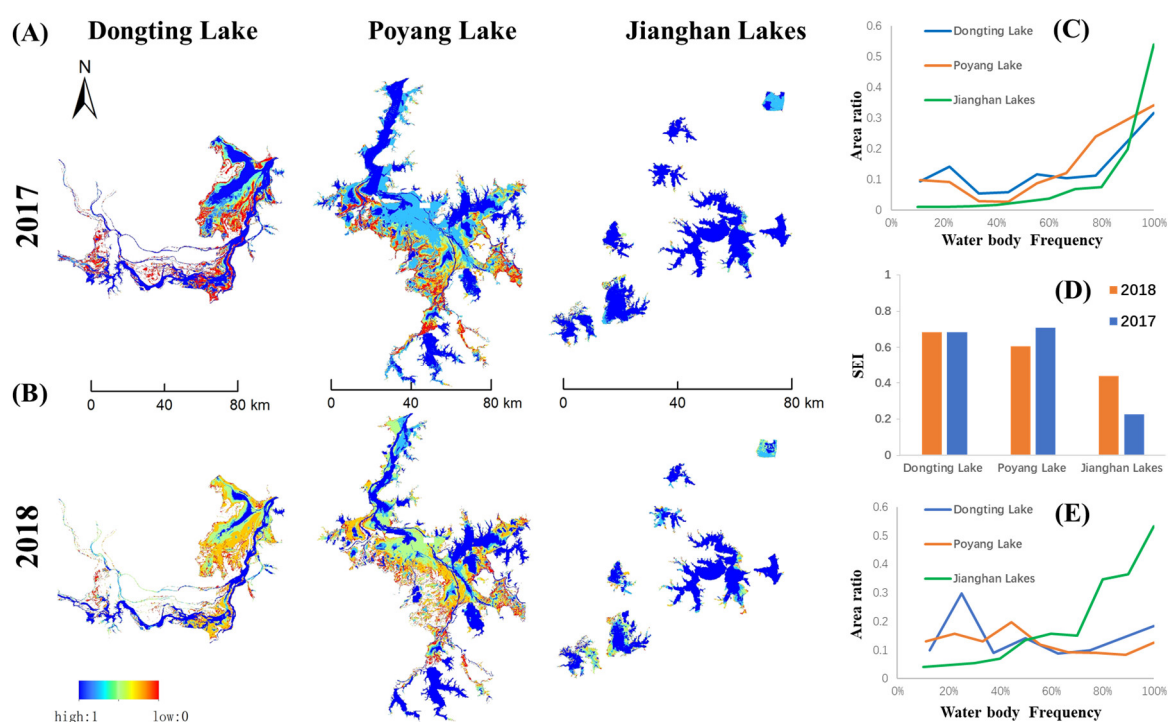 (A)
Dongting Lake
Poyang Lake
Jianghan Lakes
N
2017
0 40 80 km
0 40 80 km
0 40 80 km
(B)
2018
high:1 low:0
(C)
Dongting Lake
Poyang Lake
Jianghan Lakes
Area ratio
0.6
0.5
0.4
0.3
0.2
0.1
0
0% 20% 40% 60% 80% 100%
Water body Frequency
(D)
2018
2017
SEI
1
0.8
0.6
0.4
0.2
0
Dongting Lake Poyang Lake Jianghan Lakes
(E)
Dongting Lake
Poyang Lake
Jianghan Lakes
Area ratio
0.6
0.5
0.4
0.3
0.2
0.1
0
0% 20% 40% 60% 80% 100%
Water body Frequency